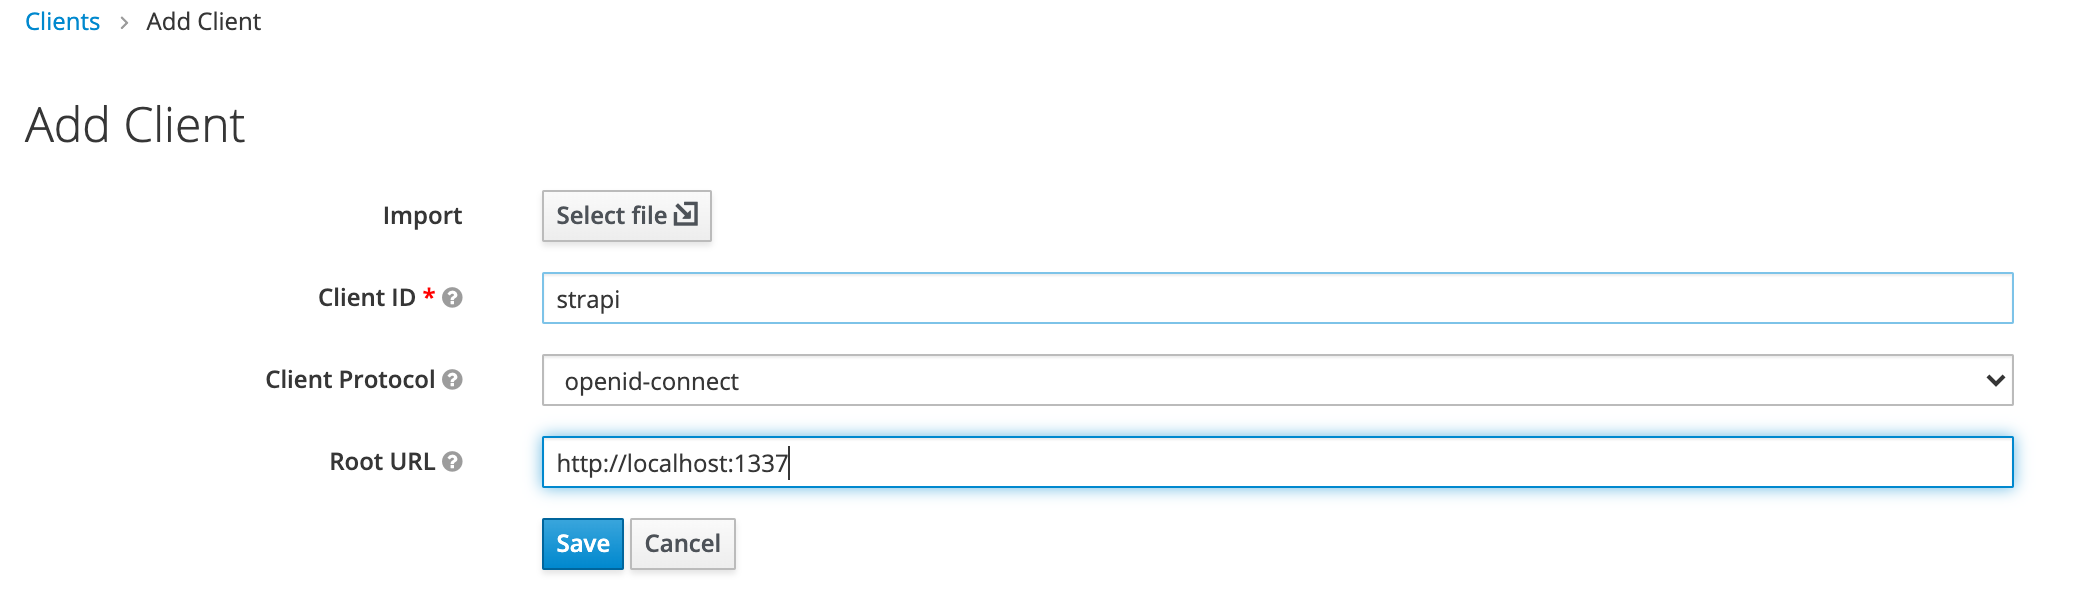 Clients > Add Client
Add Client
Import Select file
Client ID * strapi
Client Protocol openid-connect
Root URL http://localhost:1337
Save Cancel